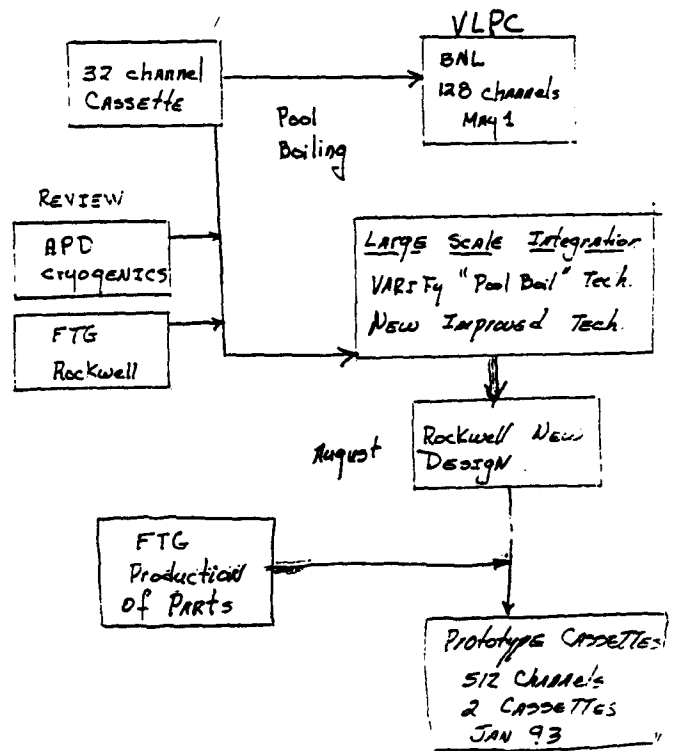 VLPC
32 channel
CASSETTE
BNL
128 channels
MAY 1
Pool
Boiling
REVIEW
APD
CRYOGENICS
FTG
Rockwell
LARGE SCALE Integration
VARIFY "Pool Boil" Tech.
NEW IMPROVED Tech.
August
Rockwell NEW
DESIGN
FTG
Production
OF PARTS
Prototype CASSETTES
512 Channels
2 CASSETTES
JAN 93